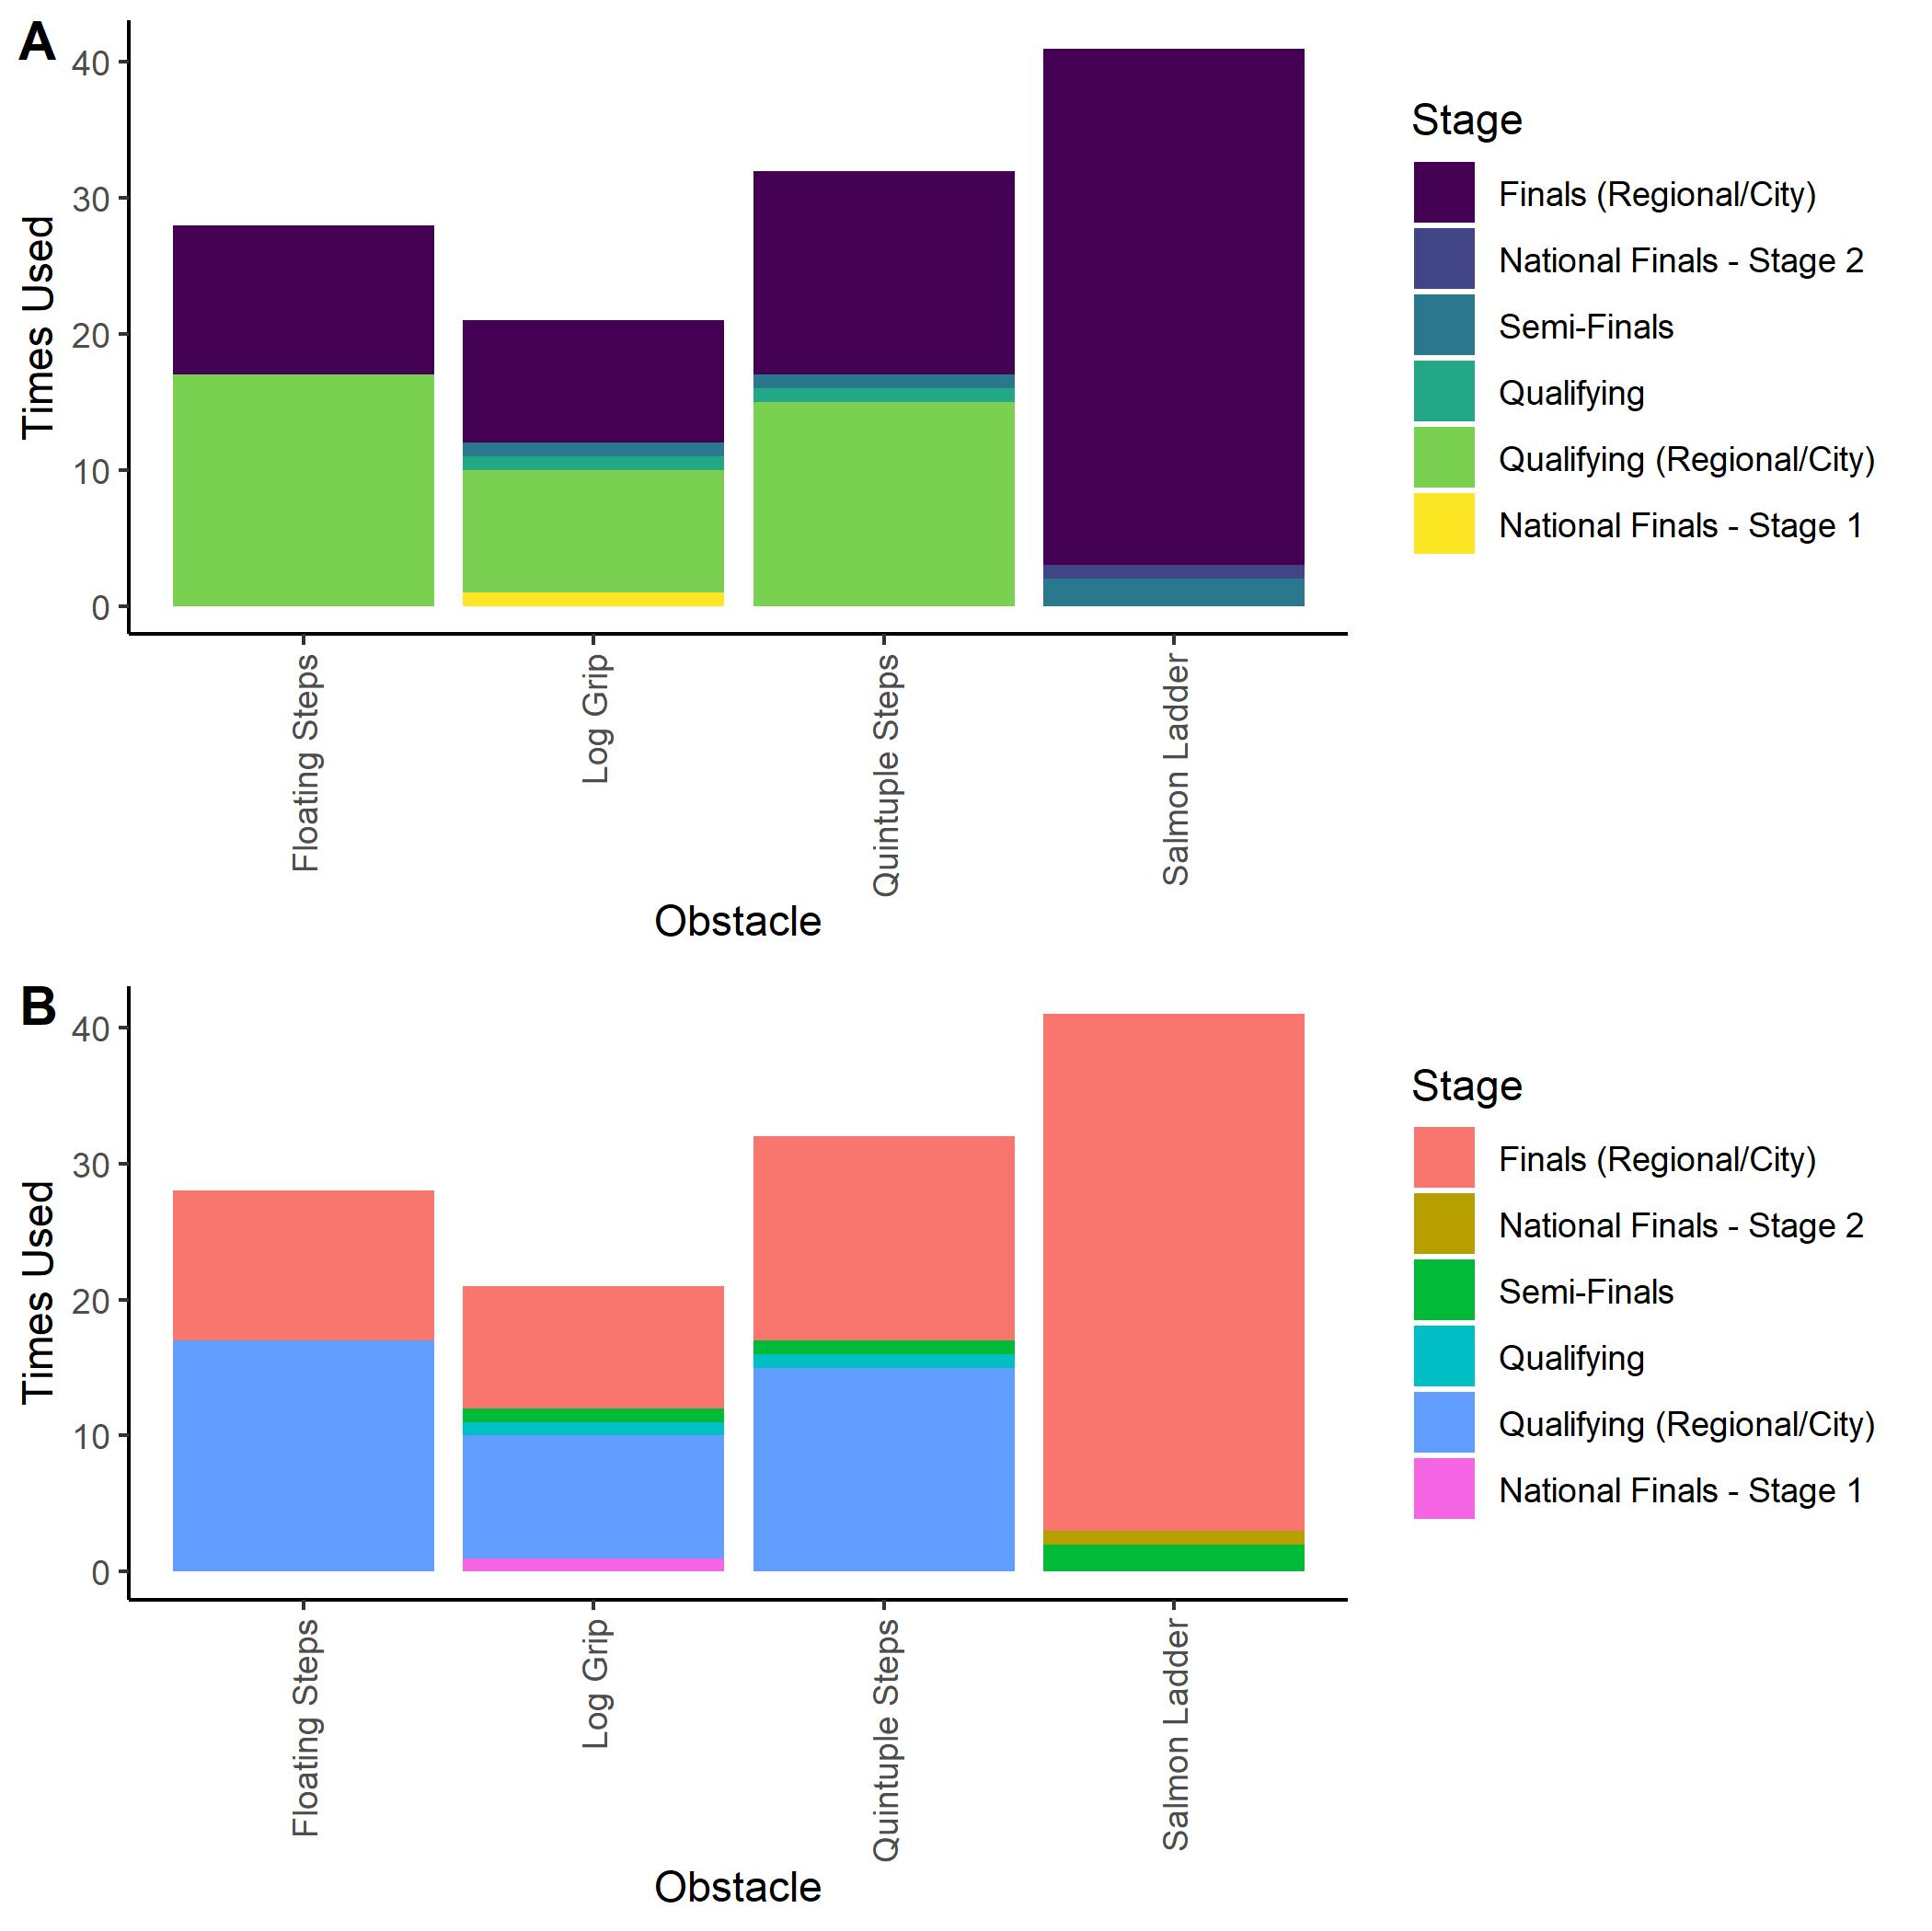 A
40
30
20
10
0
Times Used
Floating Steps
Log Grip
Quintuple Steps
Salmon Ladder
Obstacle
Stage
Finals (Regional/City)
National Finals - Stage 2
Semi-Finals
Qualifying
Qualifying (Regional/City)
National Finals - Stage 1
B
40
30
20
10
0
Times Used
Floating Steps
Log Grip
Quintuple Steps
Salmon Ladder
Obstacle
Stage
Finals (Regional/City)
National Finals - Stage 2
Semi-Finals
Qualifying
Qualifying (Regional/City)
National Finals - Stage 1